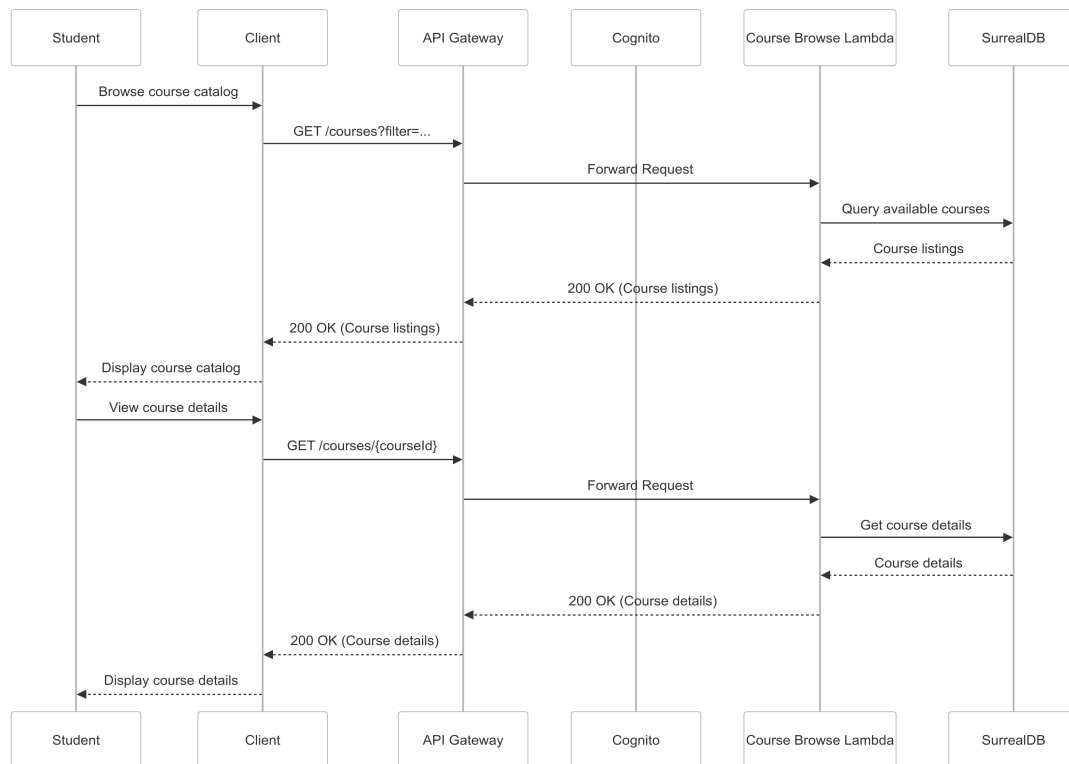 Student
Client
API Gateway
Cognito
Course Browse Lambda
SurrealDB
Browse course catalog
GET /courses?filter=...
Forward Request
Query available courses
Course listings
200 OK (Course listings)
200 OK (Course listings)
Display course catalog
View course details
GET /courses/{courseId}
Forward Request
Get course details
Course details
200 OK (Course details)
200 OK (Course details)
Display course details
Student
Client
API Gateway
Cognito
Course Browse Lambda
SurrealDB